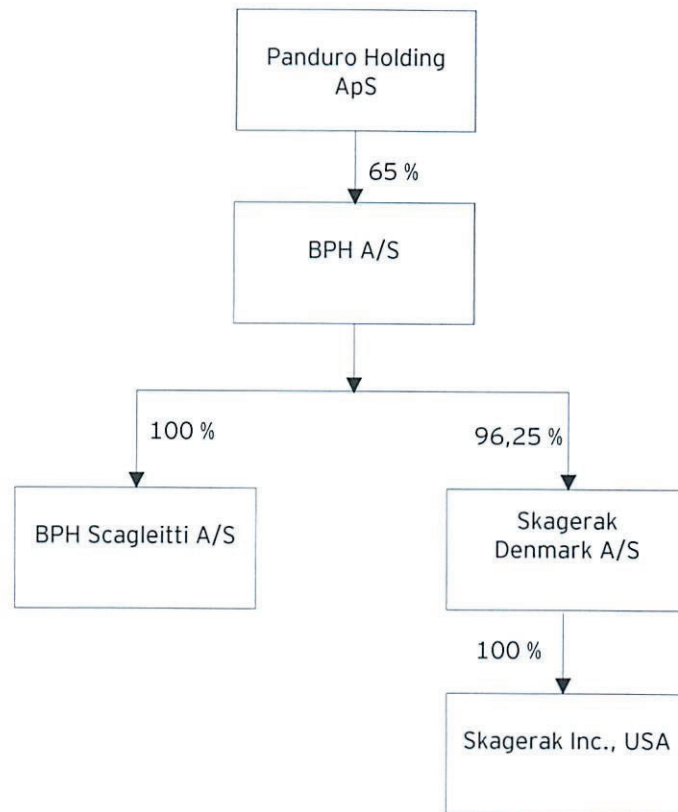 Panduro Holding
ApS
65 %
BPH A/S
100 %
96,25 %
BPH Scagleitti A/S
Skagerak
Denmark A/S
100 %
Skagerak Inc., USA